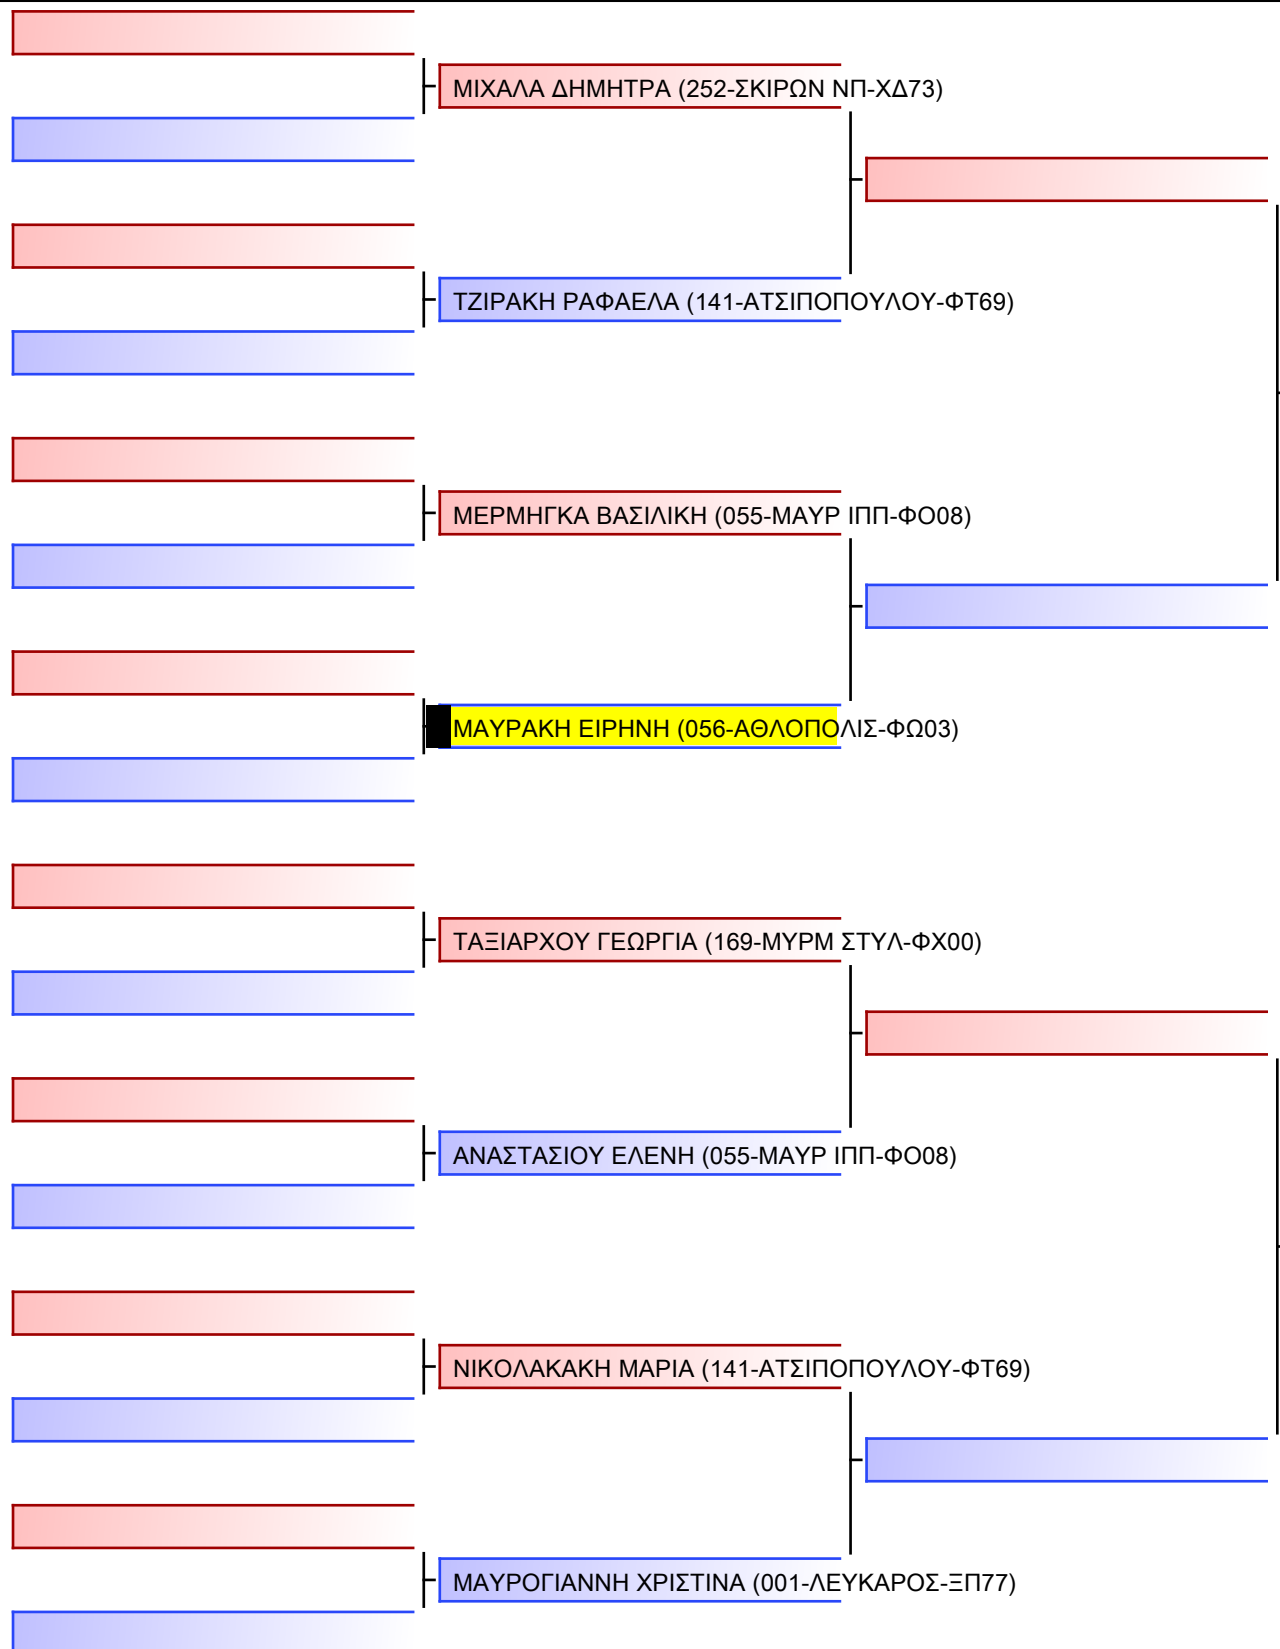 ΜΙΧΑΛΑ ΔΗΜΗΤΡΑ (252-ΣΚΙΡΩΝ ΝΠ-ΧΔ73)
ΤΖΙΡΑΚΗ ΡΑΦΑΕΛΑ (141-ΑΤΣΙΠΟΠΟΥΛΟΥ-ΦΤ69)
ΜΕΡΜΗΓΚΑ ΒΑΣΙΛΙΚΗ (055-ΜΑΥΡ ΙΠΠ-ΦΟ08)
ΜΑΥΡΑΚΗ ΕΙΡΗΝΗ (056-ΑΘΛΟΠΟΛΙΣ-ΦΩ03)
ΤΑΞΙΑΡΧΟΥ ΓΕΩΡΓΙΑ (169-ΜΥΡΜ ΣΤΥΛ-ΦΧ00)
ΑΝΑΣΤΑΣΙΟΥ ΕΛΕΝΗ (055-ΜΑΥΡ ΙΠΠ-ΦΟ08)
ΝΙΚΟΛΑΚΑΚΗ ΜΑΡΙΑ (141-ΑΤΣΙΠΟΠΟΥΛΟΥ-ΦΤ69)
ΜΑΥΡΟΓΙΑΝΝΗ ΧΡΙΣΤΙΝΑ (001-ΛΕΥΚΑΡΟΣ-ΞΠ77)